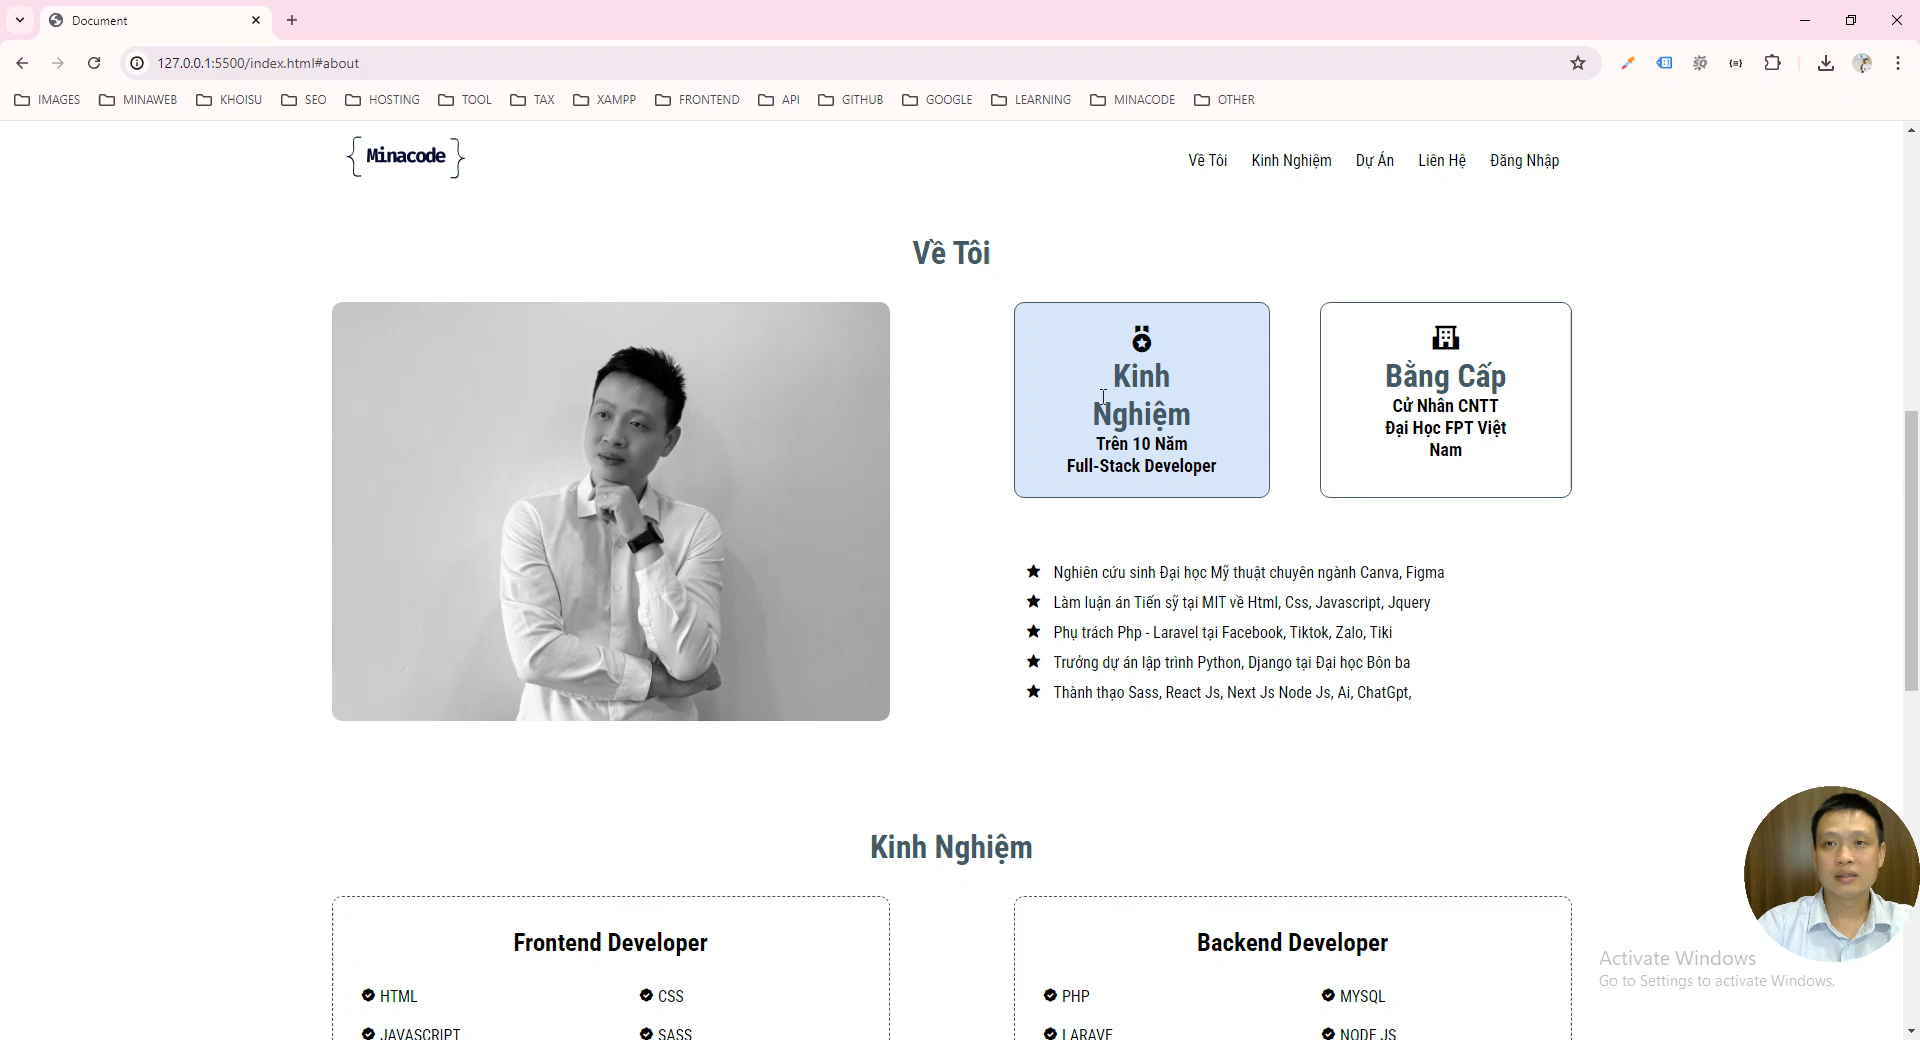 Document
127.0.0.1:5500/index.html#about
IMAGES MINAWEB KHOISU SEO HOSTING TOOL TAX XAMPP FRONTEND API GITHUB GOOGLE LEARNING MINACODE OTHER
Minacode
Về Tôi Kinh Nghiệm Dự Án Liên Hệ Đăng Nhập
Về Tôi
Kinh
Nghiệm
Trên 10 Năm
Full-Stack Developer
Bằng Cấp
Cử Nhân CNTT
Đại Học FPT Việt
Nam
Nghiên cứu sinh Đại học Mỹ thuật chuyên ngành Canva, Figma
Làm luận án Tiến sỹ tại MIT về Html, Css, Javascript, Jquery
Phụ trách Php - Laravel tại Facebook, Tiktok, Zalo, Tiki
Trưởng dự án lập trình Python, Django tại Đại học Bôn ba
Thành thạo Sass, React Js, Next Js Node Js, Ai, ChatGpt,
Kinh Nghiệm
Frontend Developer
HTML CSS
JAVASCRIPT SASS
Backend Developer
PHP MYSQL
LARAVE NODE JS
Activate Windows
Go to Settings to activate Windows.